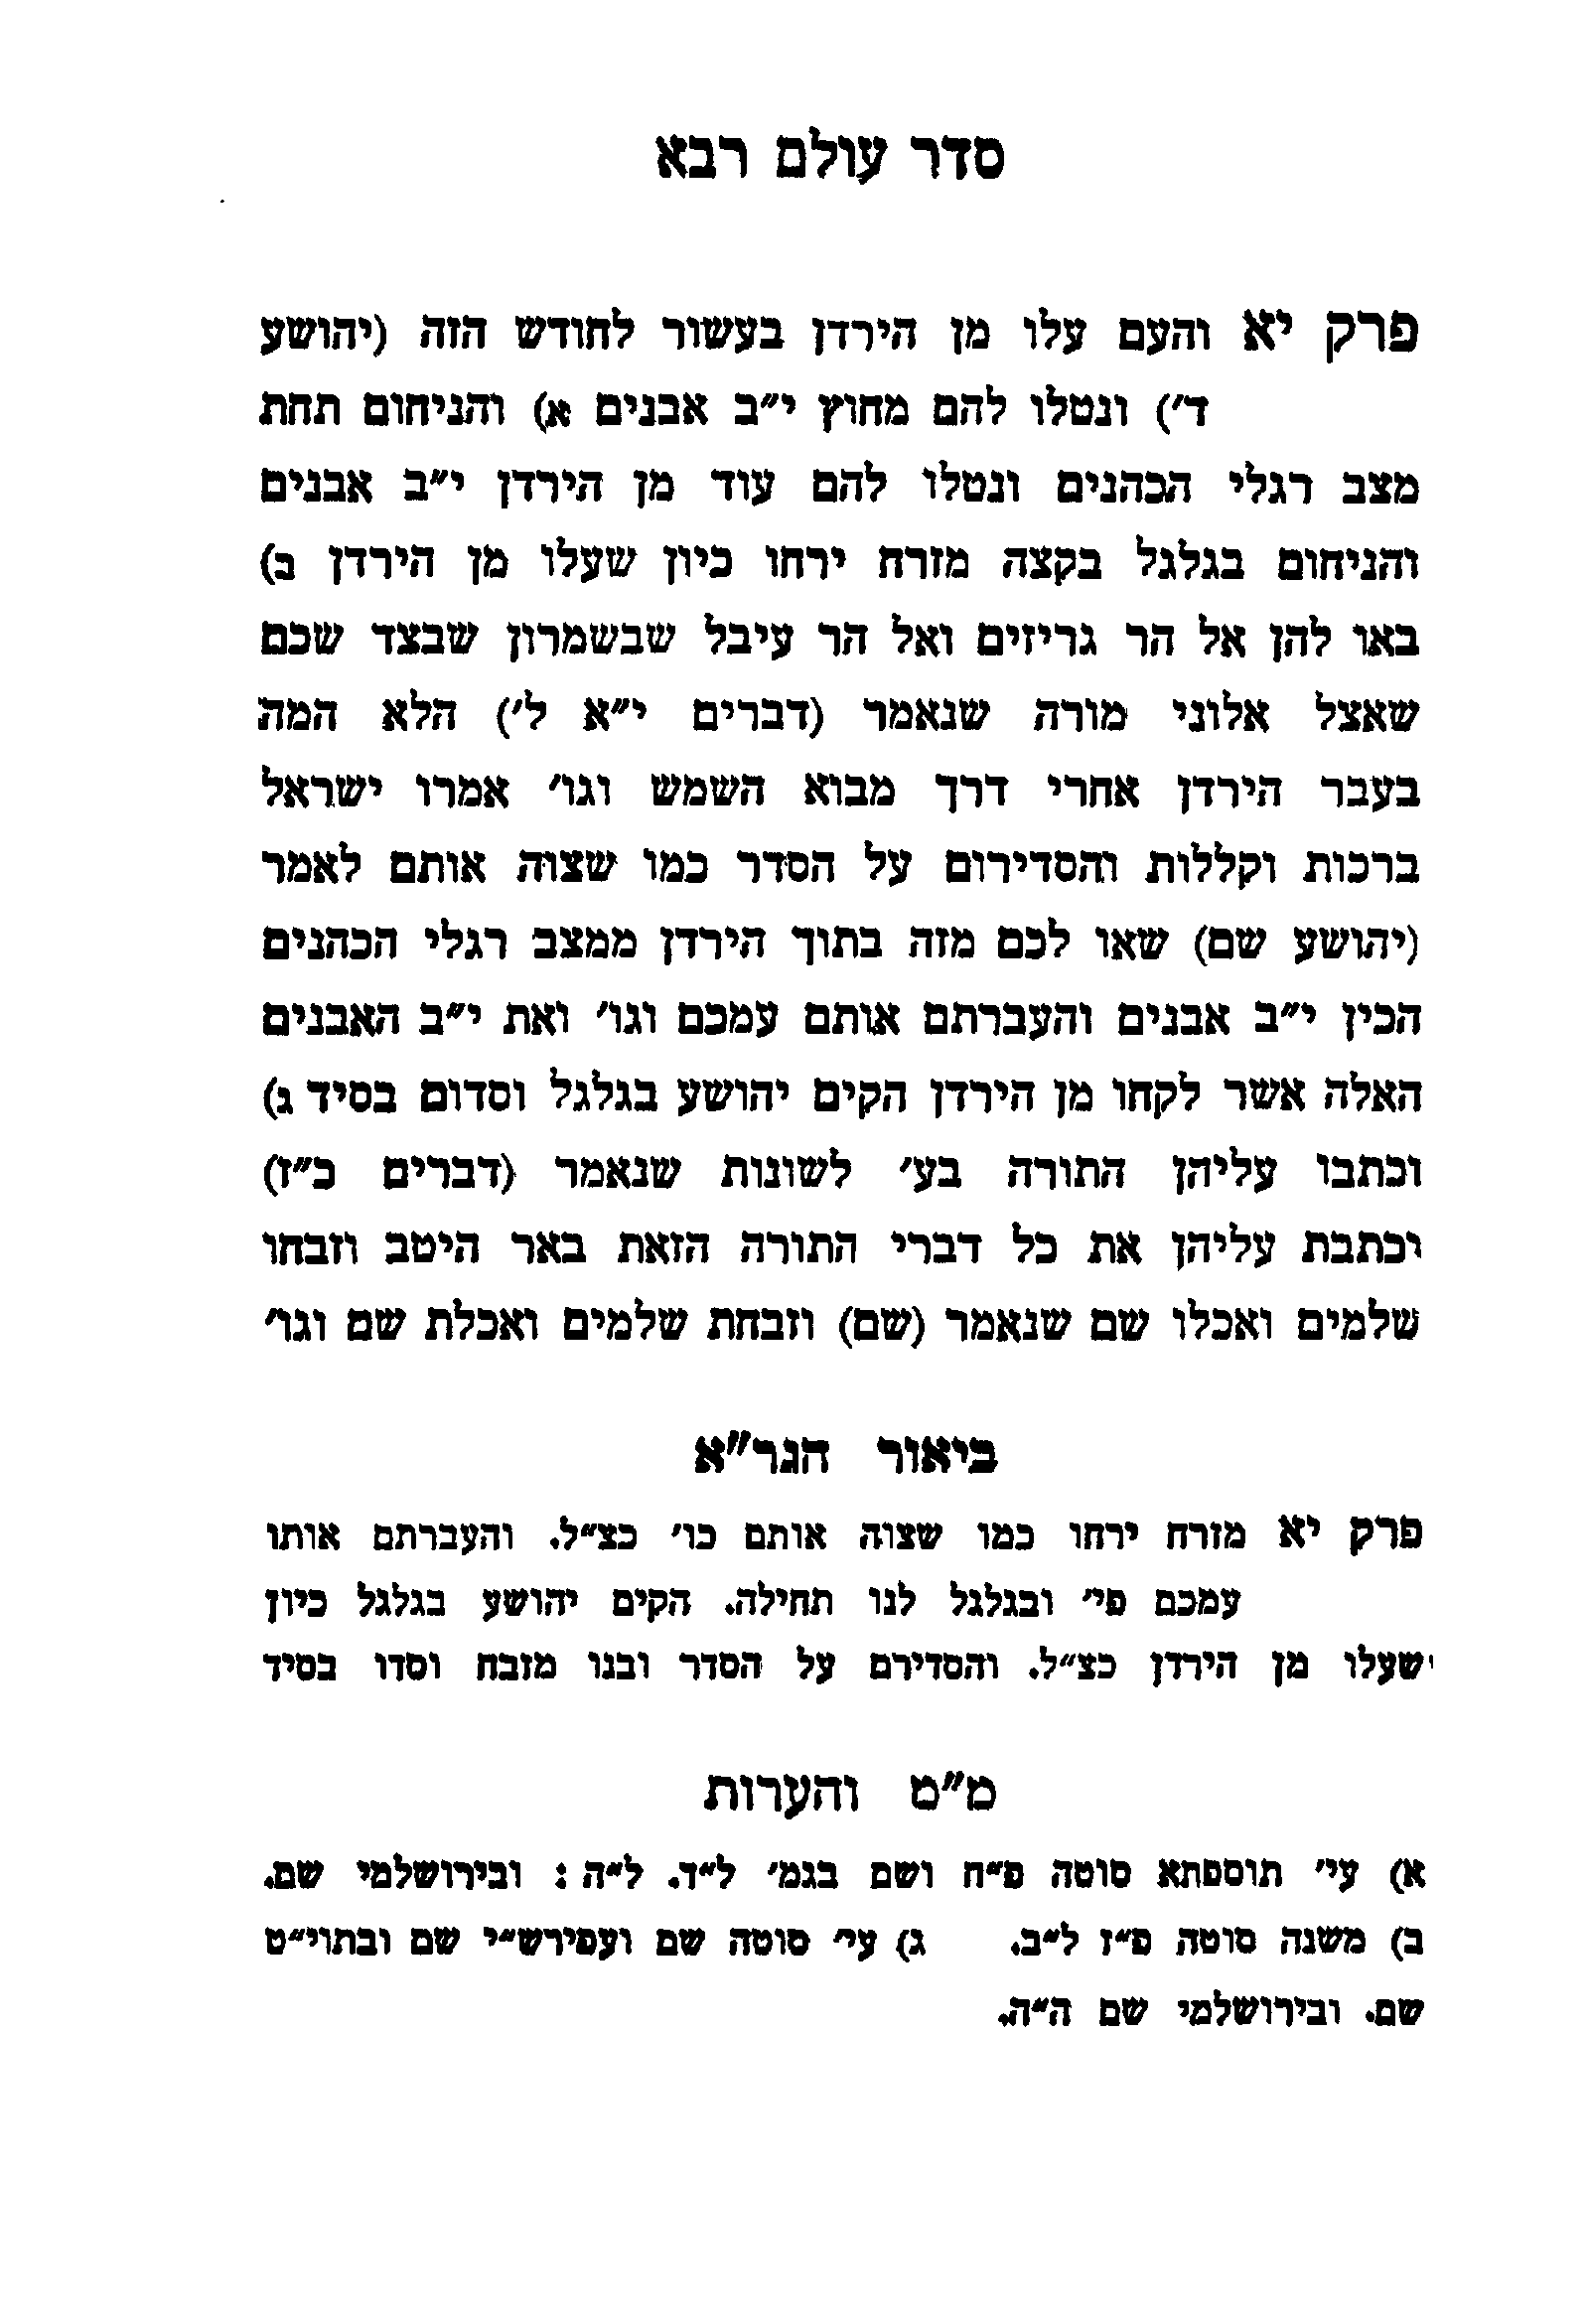 סדר עולם רבא
פרק יא והעם עלו מן הירדן בעשור לחודש הזה (יהושע
ד') ונטלו להם מחוץ י"ב אבנים א) והניחום תחת
מצב רגלי הכהנים ונטלו להם עוד מן הירדן י"ב אבנים
והניחום בגלגל בקצה מזרח ירחו כיון שעלו מן הירדן ב)
באו להן אל הר גריזים ואל הר עיבל שבשמרון שבצד שכם
שאצל אלוני מורה שנאמר (דברים י"א ל') הלא המה
בעבר הירדן אחרי דרך מבוא השמש וגו' אמרו ישראל
ברכות וקללות והסדירום על הסדר כמו שצוה אותם לאמר
(יהושע שם) שאו לכם מזה בתוך הירדן ממצב רגלי הכהנים
הכין י"ב אבנים והעברתם אותם עמכם וגו' ואת י"ב האבנים
האלה אשר לקחו מן הירדן הקים יהושע בגלגל וסדום בסיד ג)
וכתבו עליהן התורה בע' לשונות שנאמר (דברים כ"ז)
יכתבת עליהן את כל דברי התורה הזאת באר היטב וזבחו
שלמים ואכלו שם שנאמר (שם) וזבחת שלמים ואכלת שם וגו'
ביאור הגר"א
פרק יא מזרח ירחו כמו שצוה אותם כו' כצ"ל. והעברתם אותו
עמכם פי' ובגלגל לנו תחילה. הקים יהושע בגלגל כיון
שעלו מן הירדן כצ"ל. והסדירם על הסדר ובנו מזבח וסדו בסיד
מ"מ והערות
א) עי' תוספתא סוטה פ"ח ושם בגמ' ל"ד. ל"ה: ובירושלמי שם.
ב) משנה סוטה פ"ז ל"ב. ג) עי' סוטה שם ועפירש"י שם ובתוי"ט
שם. ובירושלמי שם ה"ה.